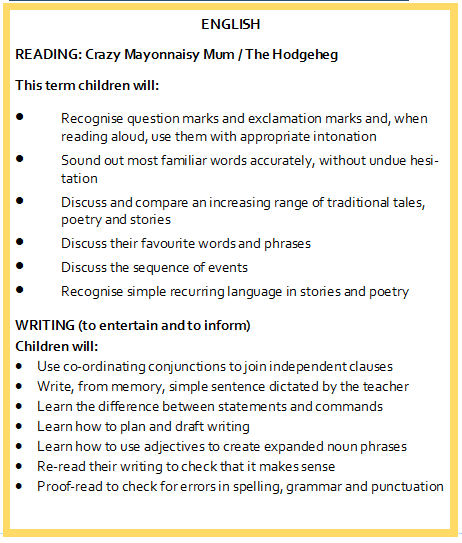 ENGLISH
READING: Crazy Mayonnaisy Mum / The Hodgeheg
This term children will:
• Recognise question marks and exclamation marks and, when
reading aloud, use them with appropriate intonation
• Sound out most familiar words accurately, without undue hesi-
tation
• Discuss and compare an increasing range of traditional tales,
poetry and stories
• Discuss their favourite words and phrases
• Discuss the sequence of events
• Recognise simple recurring language in stories and poetry
WRITING (to entertain and to inform)
Children will:
• Use co-ordinating conjunctions to join independent clauses
• Write, from memory, simple sentence dictated by the teacher
• Learn the difference between statements and commands
• Learn how to plan and draft writing
• Learn how to use adjectives to create expanded noun phrases
• Re-read their writing to check that it makes sense
• Proof-read to check for errors in spelling, grammar and punctuation